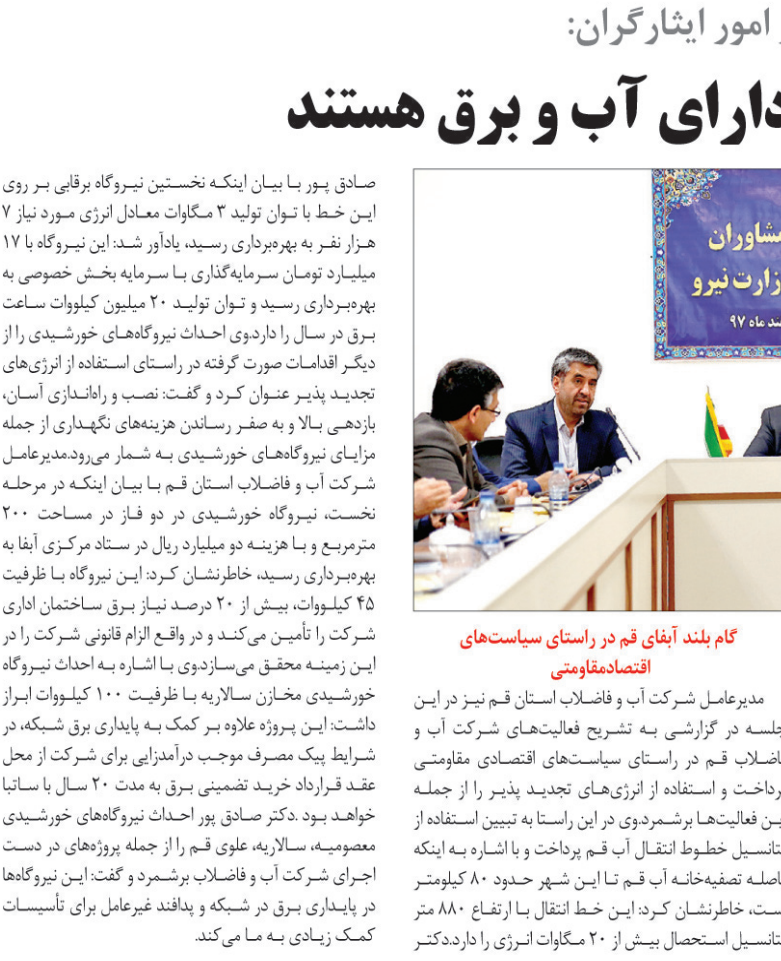 امور ایثارگران:
دارای آب و برق هستند
مشاوران
وزارت نیرو
ماه ۹۷
گام بلند آبفای قم در راستای سیاست‌های
اقتصادمقاومتی
مدیرعامل شرکت آب و فاضلاب استان قم نیز در این
جلسه در گزارشی به تشریح فعالیت‌های شرکت آب و
فاضلاب قم در راستای سیاست‌های اقتصادی مقاومتی
پرداخت و استفاده از انرژی‌های تجدید پذیر را از جمله
این فعالیت‌ها برشمرد.وی در این راستا به تبیین استفاده از
پتانسیل خطوط انتقال آب قم پرداخت و با اشاره به اینکه
فاصله تصفیه‌خانه آب قم تا این شهر حدود ۸۰ کیلومتر
است، خاطرنشان کرد: این خط انتقال با ارتفاع ۸۸۰ متر
پتانسیل استحصال بیش از ۲۰ مگاوات انرژی را دارد.دکتر
صادق پور با بیان اینکه نخستین نیروگاه برقابی بر روی
این خط با توان تولید ۳ مگاوات معادل انرژی مورد نیاز ۷
هزار نفر به بهره‌برداری رسید، یادآور شد: این نیروگاه با ۱۷
میلیارد تومان سرمایه‌گذاری با سرمایه بخش خصوصی به
بهره‌برداری رسید و توان تولید ۲۰ میلیون کیلووات ساعت
برق در سال را دارد.وی احداث نیروگاه‌های خورشیدی را از
دیگر اقدامات صورت گرفته در راستای استفاده از انرژی‌های
تجدید پذیر عنوان کرد و گفت: نصب و راه‌اندازی آسان،
بازدهی بالا و به صفر رساندن هزینه‌های نگهداری از جمله
مزایای نیروگاه‌های خورشیدی به شمار می‌رود.مدیرعامل
شرکت آب و فاضلاب استان قم با بیان اینکه در مرحله
نخست، نیروگاه خورشیدی در دو فاز در مساحت ۲۰۰
مترمربع و با هزینه دو میلیارد ریال در ستاد مرکزی آبفا به
بهره‌برداری رسید، خاطرنشان کرد: این نیروگاه با ظرفیت
۴۵ کیلووات، بیش از ۲۰ درصد نیاز برق ساختمان اداری
شرکت را تأمین می‌کند و در واقع الزام قانونی شرکت را در
این زمینه محقق می‌سازد.وی با اشاره به احداث نیروگاه
خورشیدی مخازن سالاریه با ظرفیت ۱۰۰ کیلووات ابراز
داشت: این پروژه علاوه بر کمک به پایداری برق شبکه، در
شرایط پیک مصرف موجب درآمدزایی برای شرکت از محل
عقد قرارداد خرید تضمینی برق به مدت ۲۰ سال با ساتبا
خواهد بود .دکتر صادق پور احداث نیروگاه‌های خورشیدی
معصومیه، سالاریه، علوی قم را از جمله پروژه‌های در دست
اجرای شرکت آب و فاضلاب برشمرد و گفت: این نیروگاه‌ها
در پایداری برق در شبکه و پدافند غیرعامل برای تأسیسات
کمک زیادی به ما می‌کند.